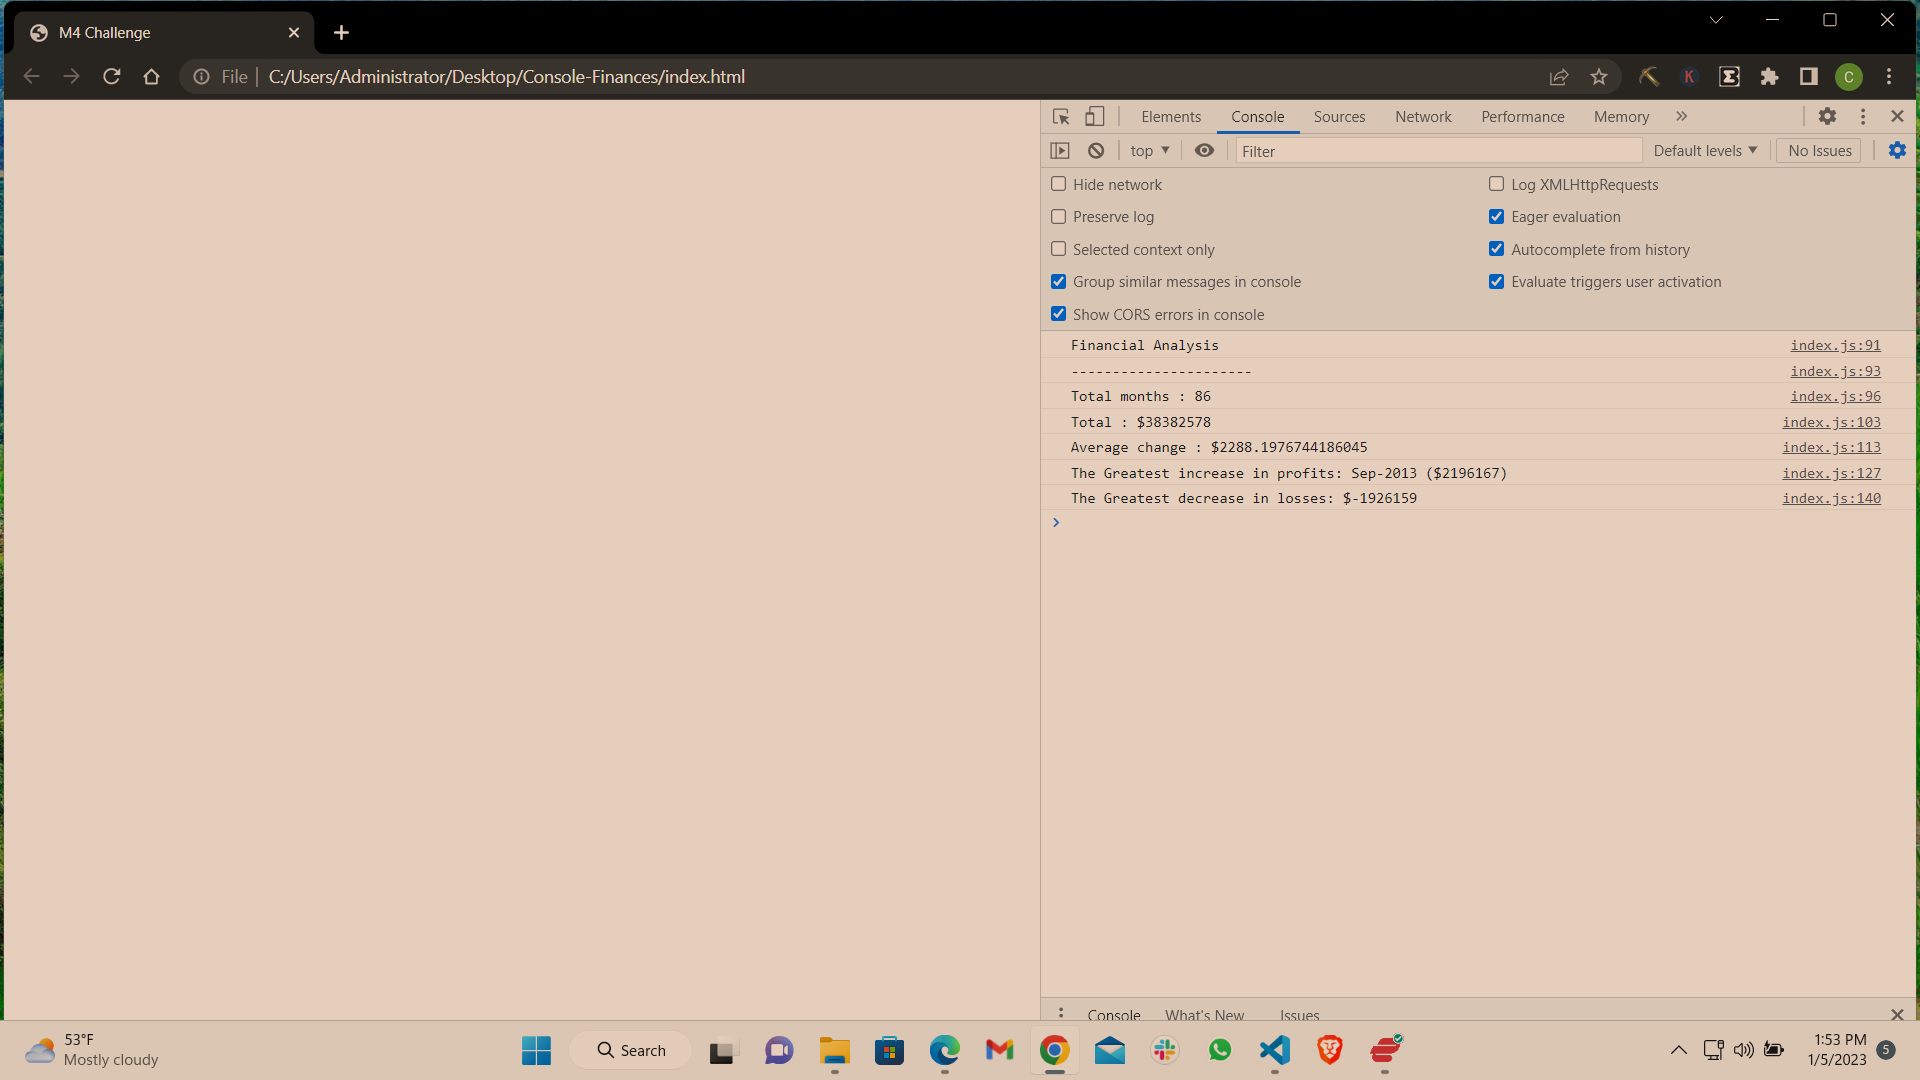 M4 Challenge
File
C:/Users/Administrator/Desktop/Console-Finances/index.html
K
C
Elements Console Sources Network Performance Memory
top Filter Default levels No Issues
Hide network Log XMLHttpRequests
Preserve log Eager evaluation
Selected context only Autocomplete from history
Group similar messages in console Evaluate triggers user activation
Show CORS errors in console
Financial Analysis index.js:91
---------------------- index.js:93
Total months : 86 index.js:96
Total : $38382578 index.js:103
Average change : $2288.1976744186045 index.js:113
The Greatest increase in profits: Sep-2013 ($2196167) index.js:127
The Greatest decrease in losses: $-1926159 index.js:140
Console What's New Issues
53°F
Mostly cloudy
Search
1:53 PM
1/5/2023
5